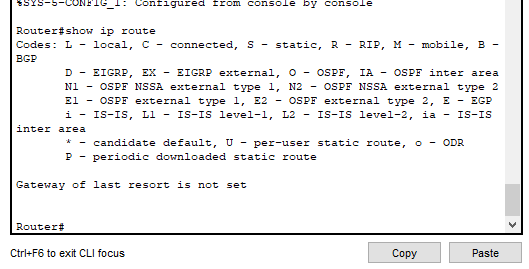 %SYS-5-CONFIG_I: Configured from console by console
Router#show ip route
Codes: L - local, C - connected, S - static, R - RIP, M - mobile, B -
BGP
D - EIGRP, EX - EIGRP external, O - OSPF, IA - OSPF inter area
N1 - OSPF NSSA external type 1, N2 - OSPF NSSA external type 2
E1 - OSPF external type 1, E2 - OSPF external type 2, E - EGP
i - IS-IS, L1 - IS-IS level-1, L2 - IS-IS level-2, ia - IS-IS
inter area
* - candidate default, U - per-user static route, o - ODR
P - periodic downloaded static route
Gateway of last resort is not set
Router#
Ctrl+F6 to exit CLI focus
Copy
Paste